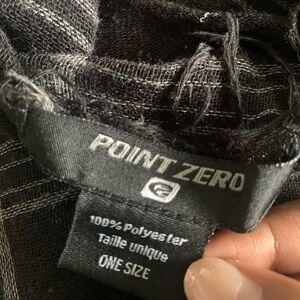 POINT ZERO
100% Polyester
Taille unique
ONE SIZE